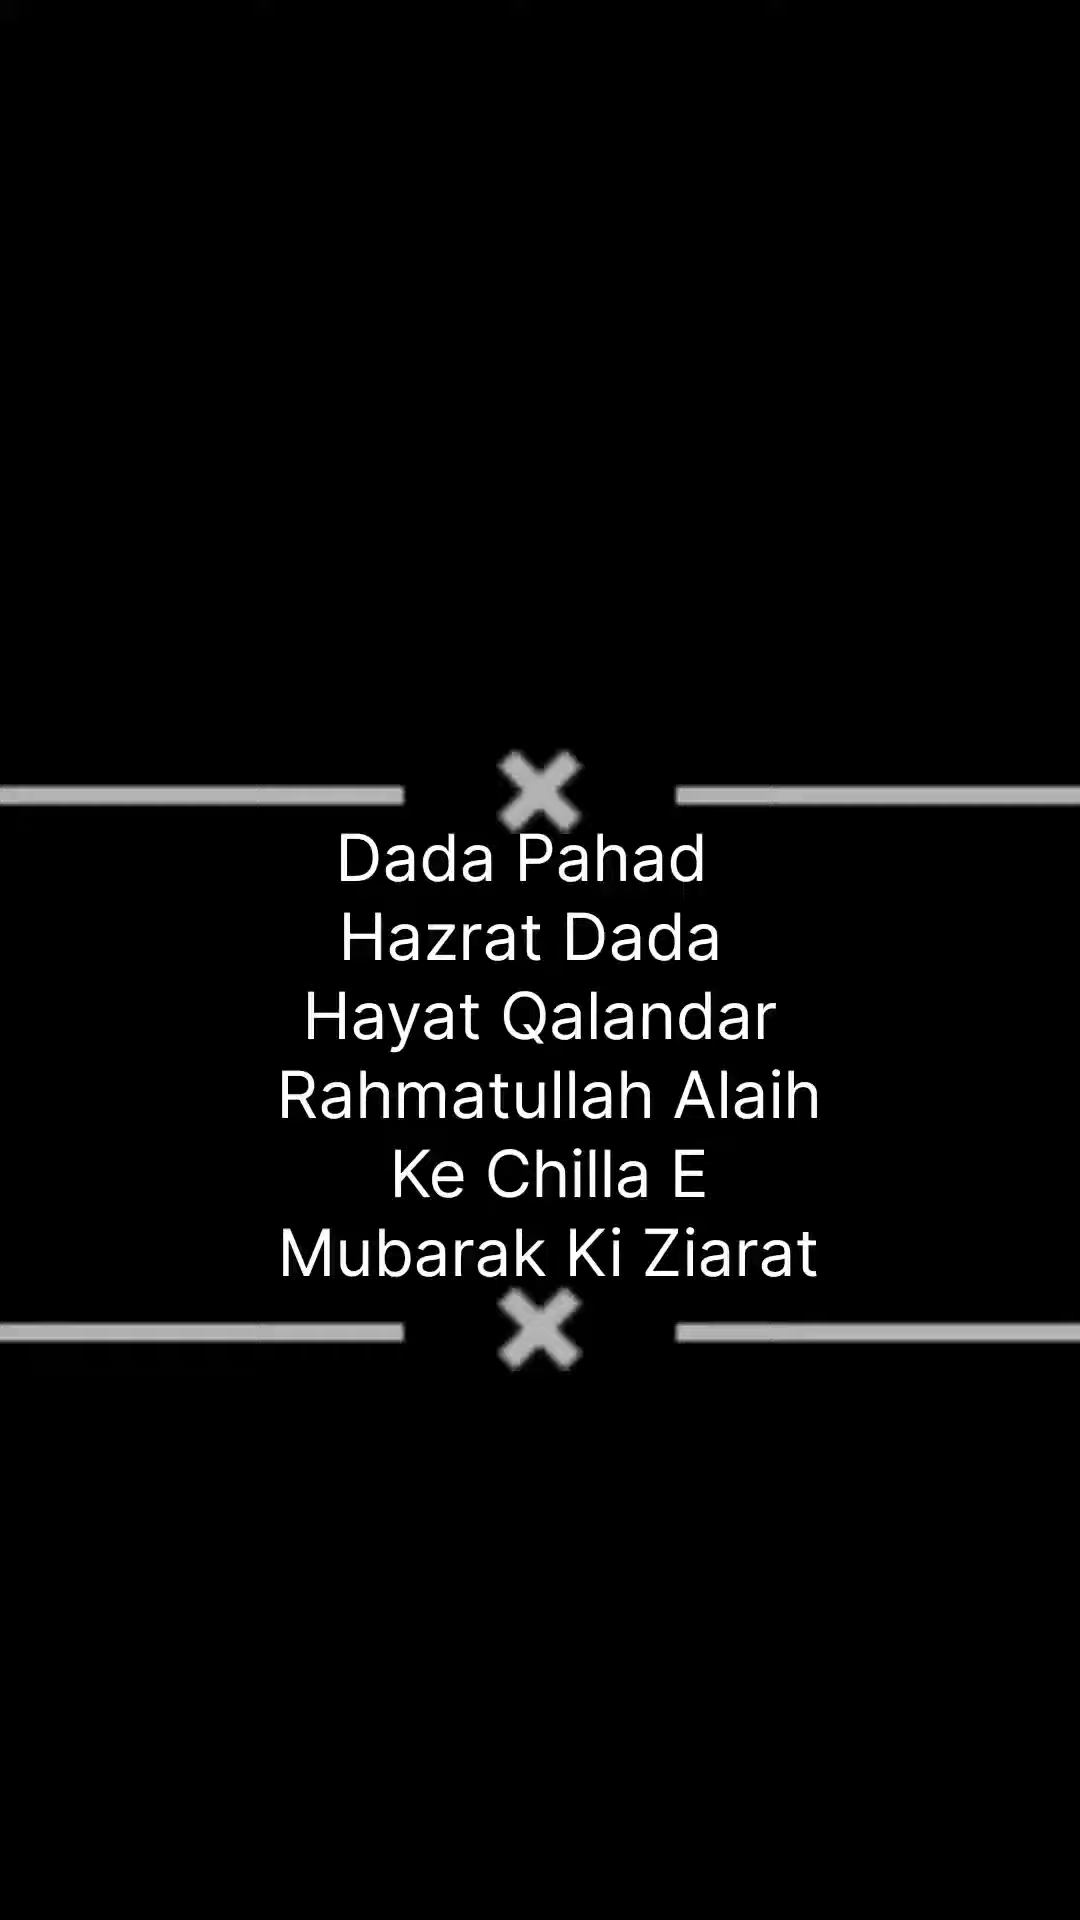 Dada Pahad
Hazrat Dada
Hayat Qalandar
Rahmatullah Alaih
Ke Chilla E
Mubarak Ki Ziarat